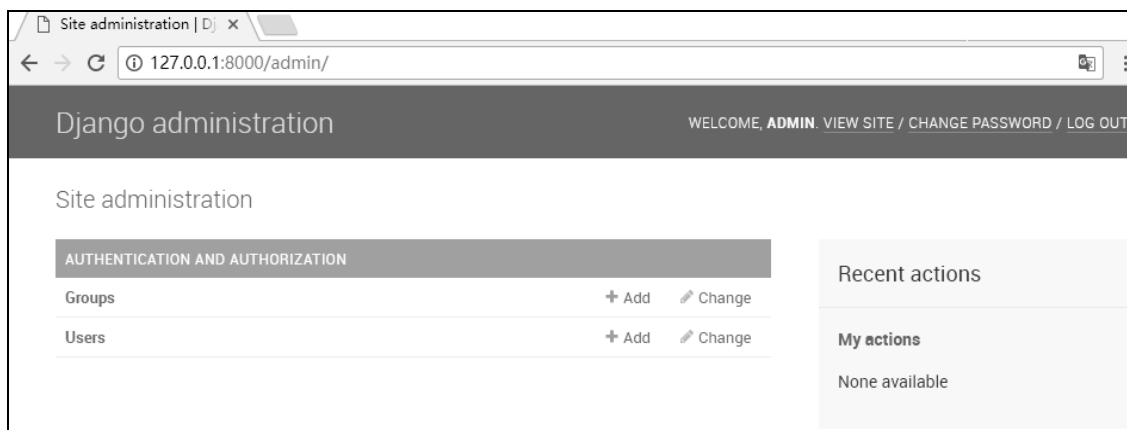 Site administration | Dj
127.0.0.1:8000/admin/
Django administration
WELCOME, ADMIN. VIEW SITE / CHANGE PASSWORD / LOG OUT
Site administration
AUTHENTICATION AND AUTHORIZATION
Groups + Add Change
Users + Add Change
Recent actions
My actions
None available